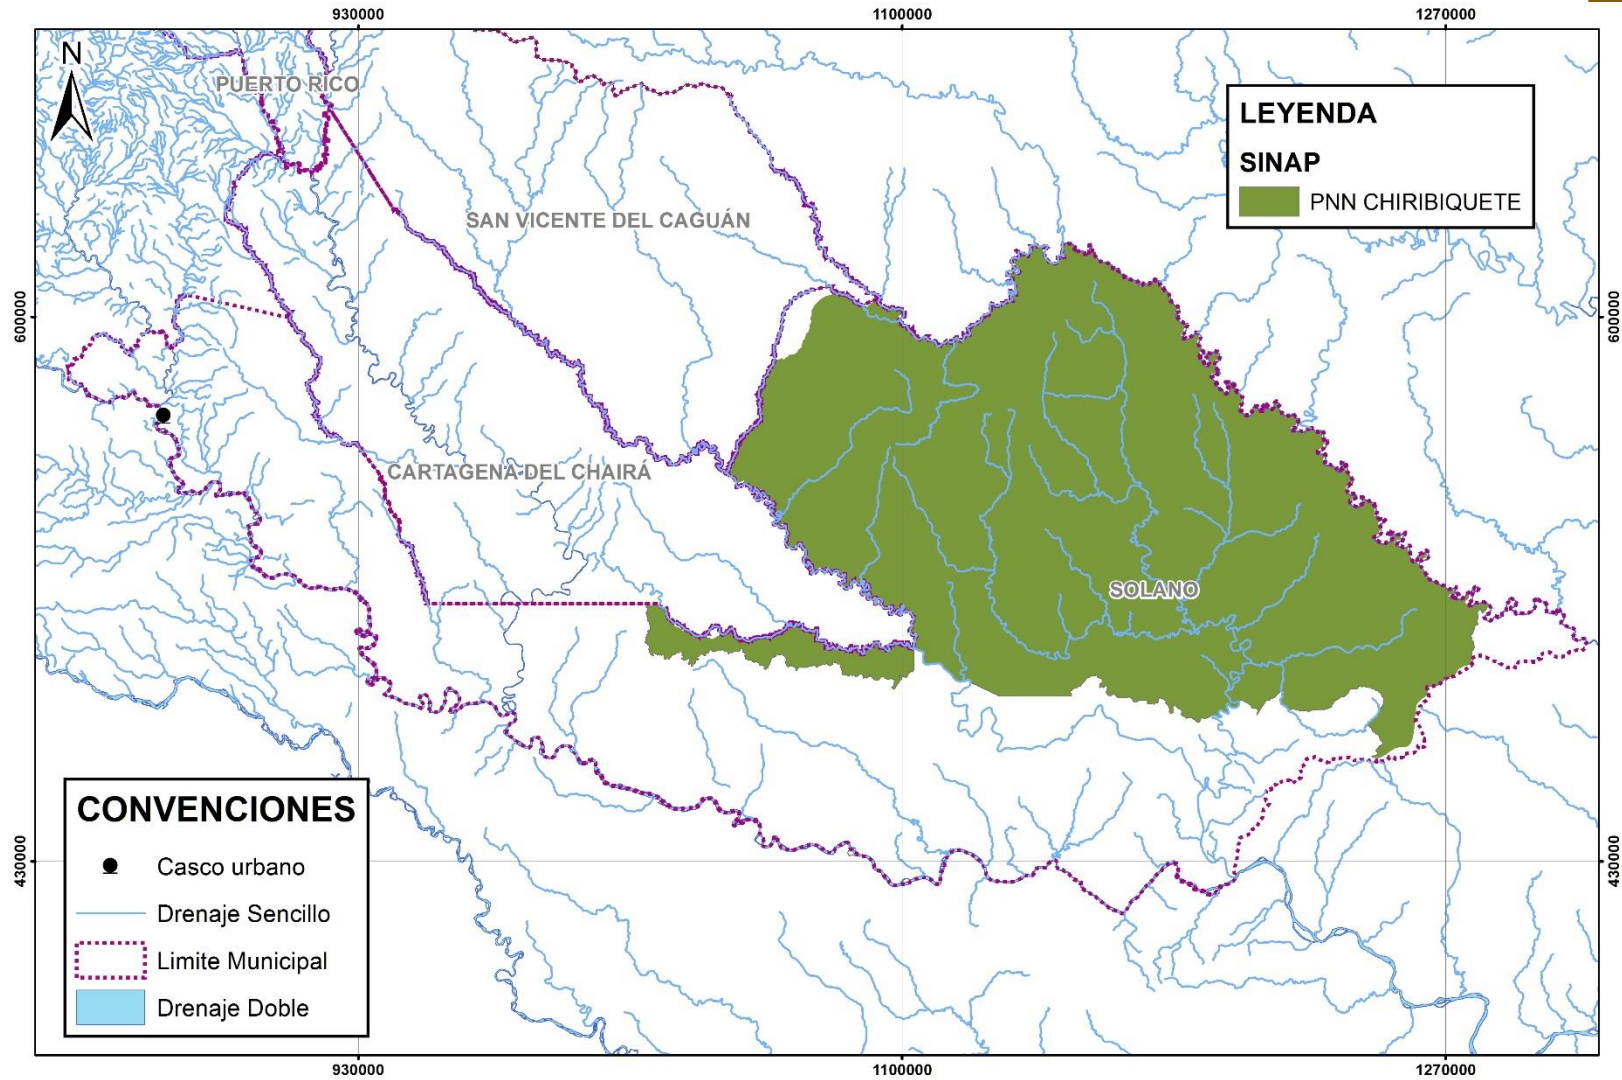 930000
1100000
1270000
N
PUERTO RICO
LEYENDA
SINAP
PNN CHIRIBIQUETE
SAN VICENTE DEL CAGUÁN
600000
600000
CARTAGENA DEL CHAIRÁ
SOLANO
CONVENCIONES
Casco urbano
Drenaje Sencillo
Limite Municipal
Drenaje Doble
430000
430000
930000
1100000
1270000